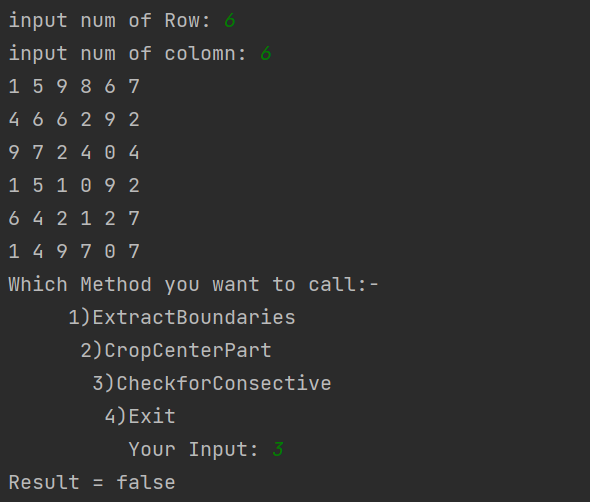 input num of Row: 6
input num of colomn: 6
1 5 9 8 6 7
4 6 6 2 9 2
9 7 2 4 0 4
1 5 1 0 9 2
6 4 2 1 2 7
1 4 9 7 0 7
Which Method you want to call:-
1)ExtractBoundaries
2)CropCenterPart
3)CheckforConsective
4)Exit
Your Input: 3
Result = false